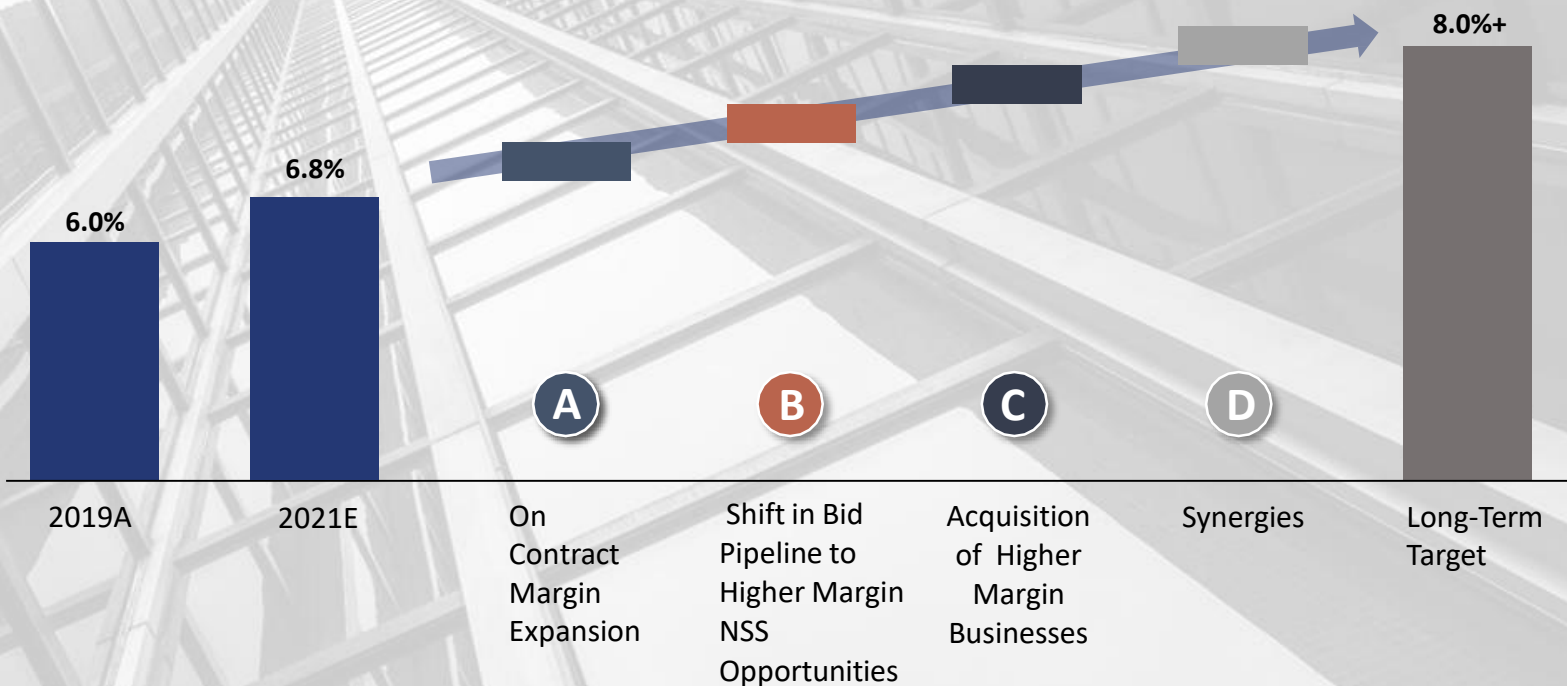 8.0%+
6.8%
6.0%
A
B
C
D
2019A
2021E
On
Contract
Margin
Expansion
Shift in Bid
Pipeline to
Higher Margin
NSS
Opportunities
Acquisition
of Higher
Margin
Businesses
Synergies
Long-Term
Target